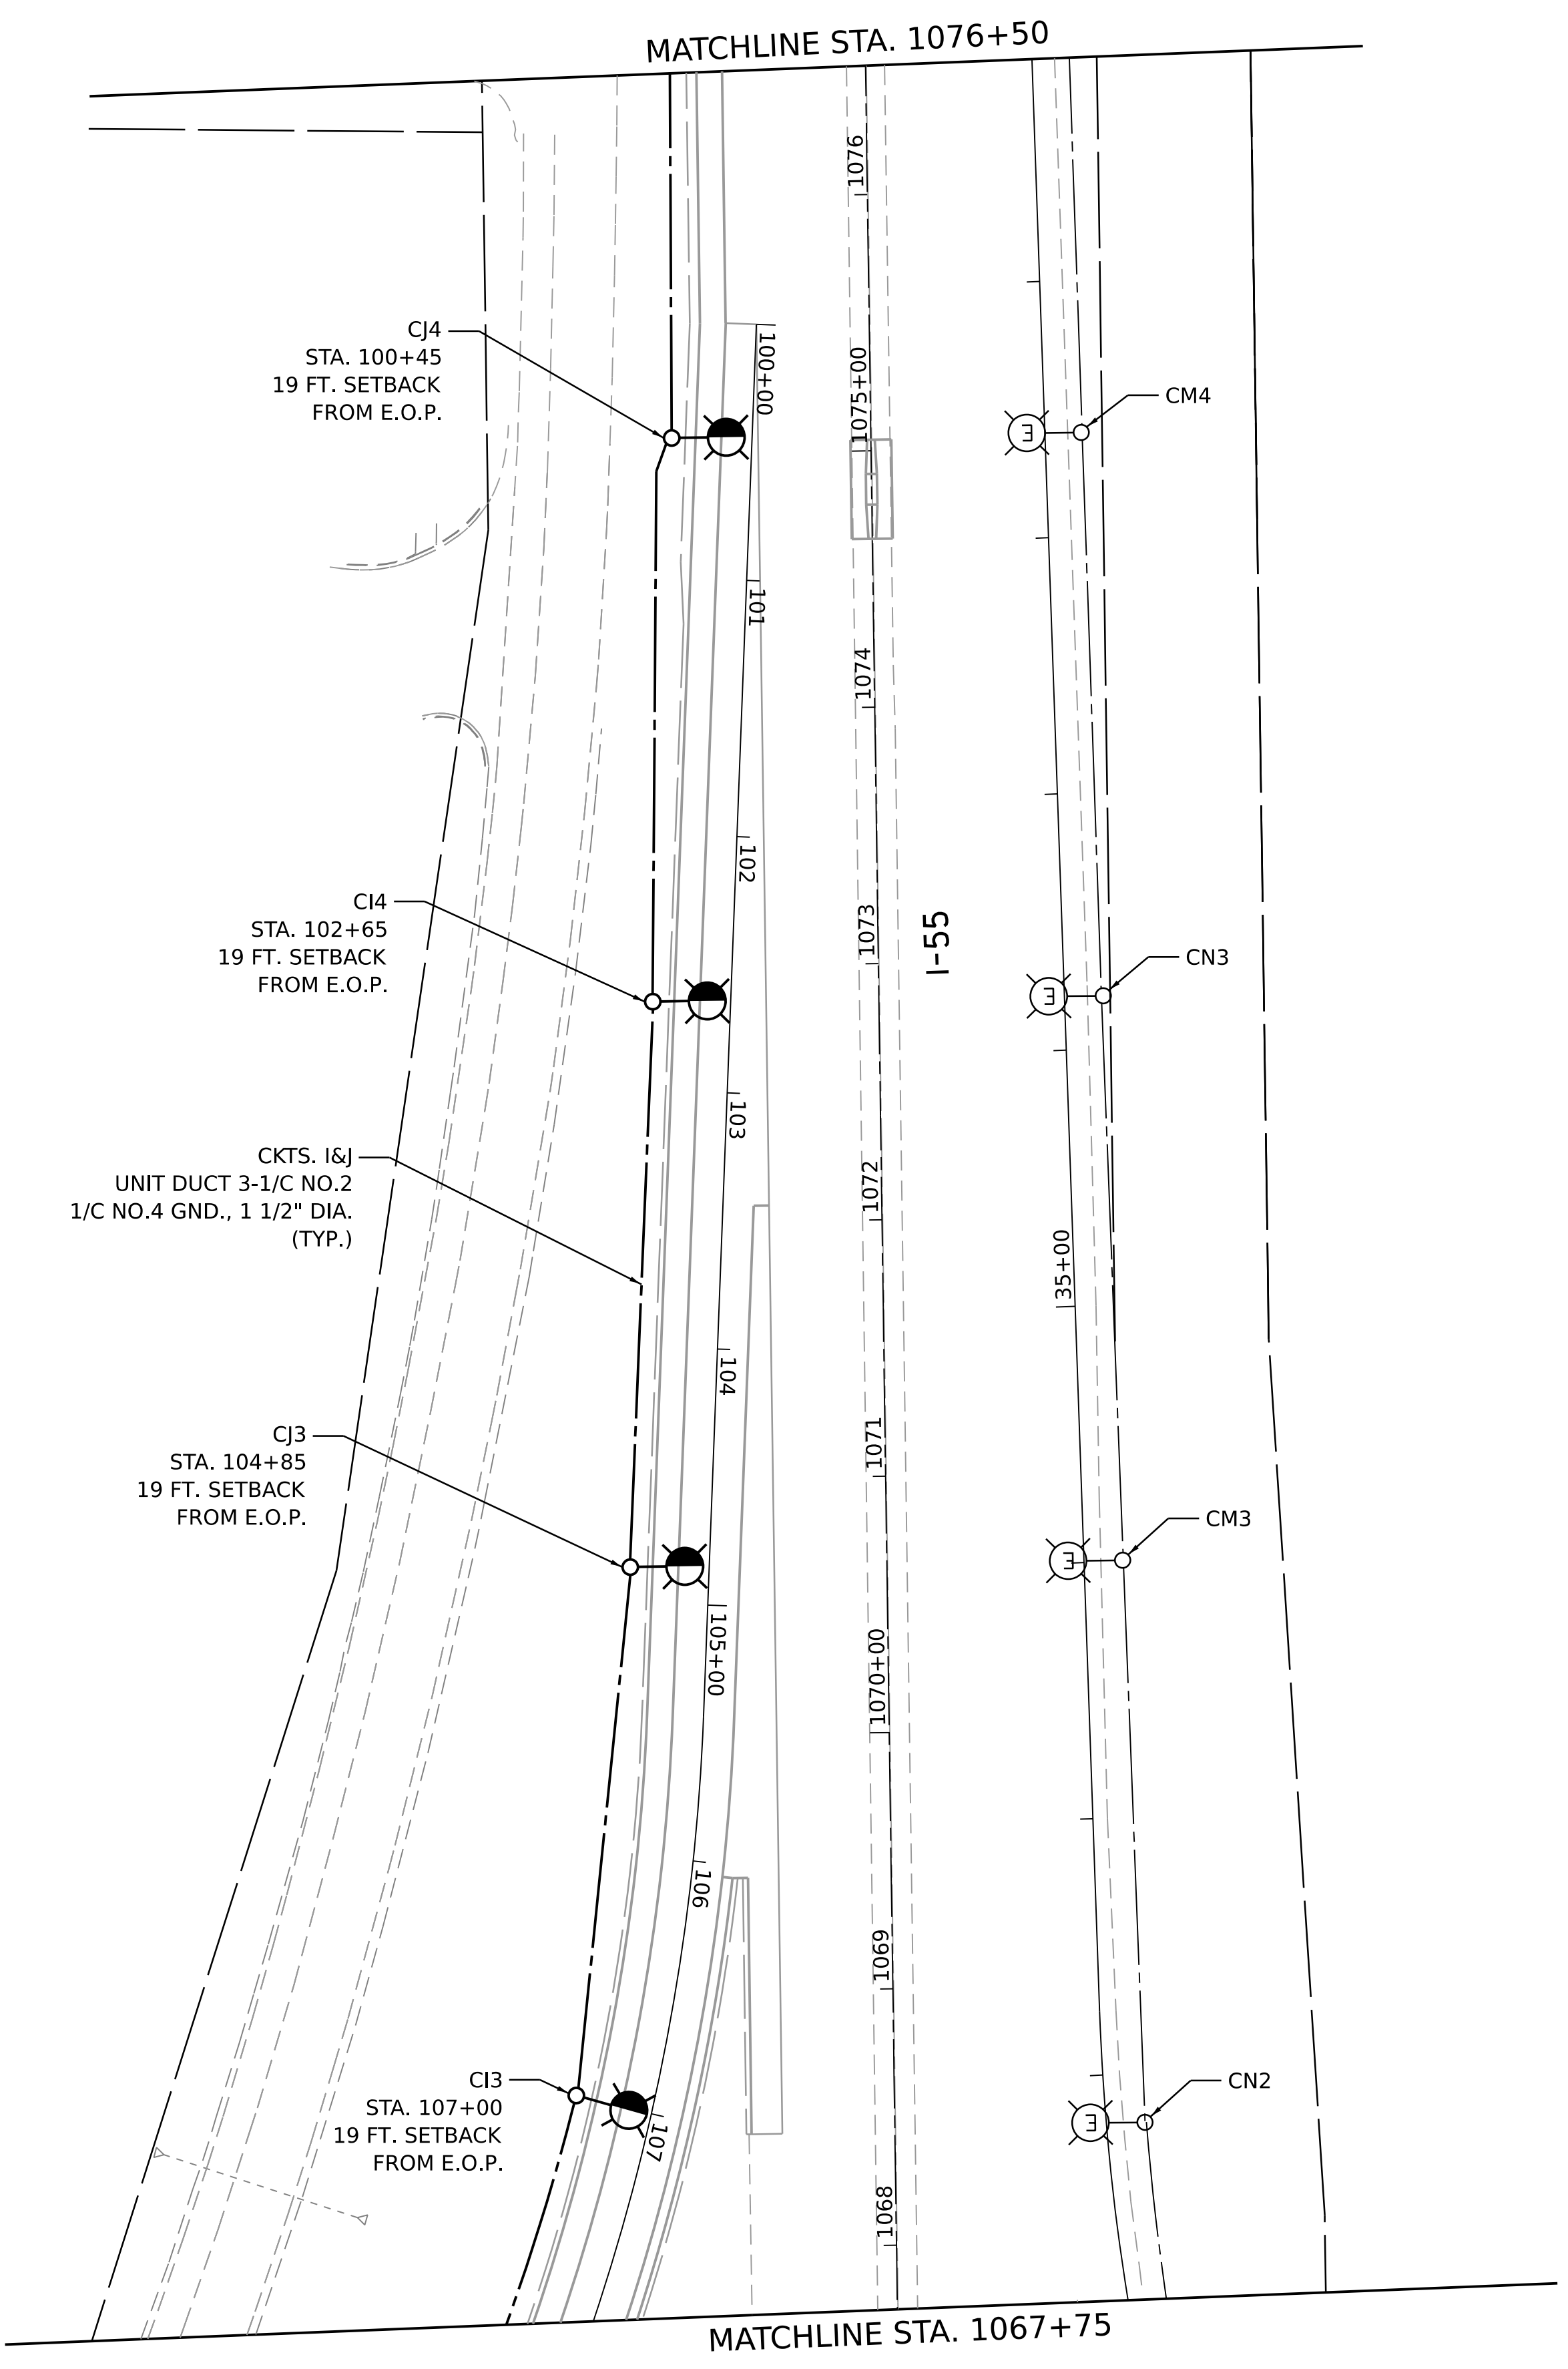 MATCHLINE STA. 1076+50
1076
CJ4
STA. 100+45
19 FT. SETBACK
FROM E.O.P.
100+00
1075+00
E
CM4
101
1074
102
CI4
STA. 102+65
19 FT. SETBACK
FROM E.O.P.
1073
I-55
E
CN3
103
CKTS. I&J
UNIT DUCT 3-1/C NO.2
1/C NO.4 GND., 1 1/2" DIA.
(TYP.)
1072
35+00
104
CJ3
STA. 104+85
19 FT. SETBACK
FROM E.O.P.
1071
E
CM3
105+00
1070+00
106
1069
CI3
STA. 107+00
19 FT. SETBACK
FROM E.O.P.
107
E
CN2
1068
MATCHLINE STA. 1067+75